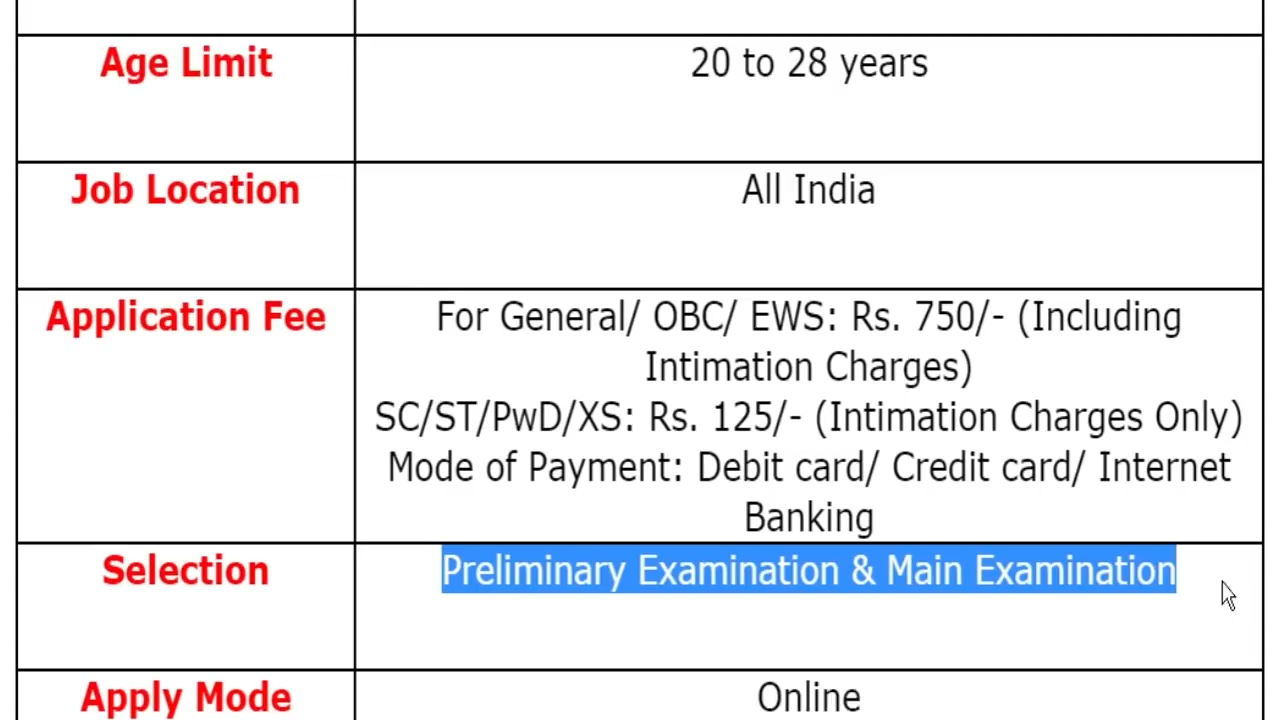 Age Limit
20 to 28 years
Job Location
All India
Application Fee
For General/ OBC/ EWS: Rs. 750/- (Including
Intimation Charges)
SC/ST/PwD/XS: Rs. 125/- (Intimation Charges Only)
Mode of Payment: Debit card/ Credit card/ Internet
Banking
Selection
Preliminary Examination & Main Examination
Apply Mode
Online